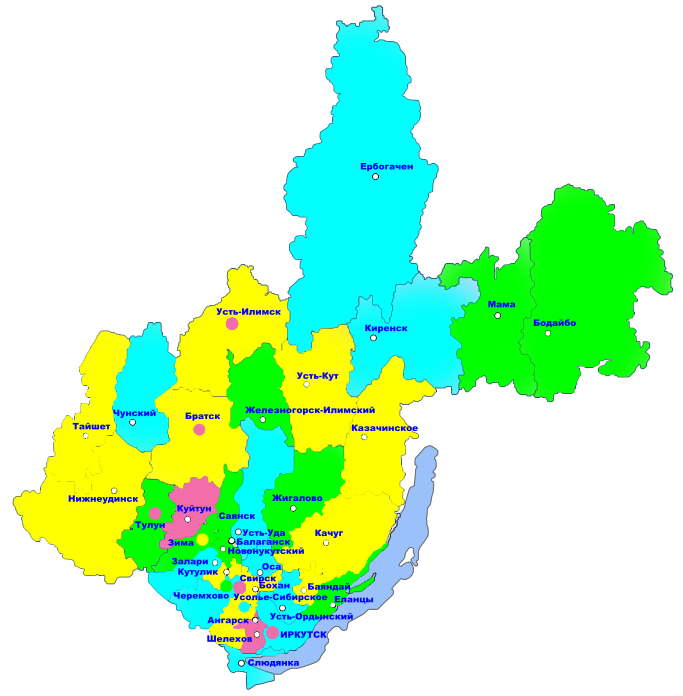 Ербогачен
Мама
Усть-Илимск
Бодайбо
Киренск
Усть-Кут
Чунский
Железногорск-Илимский
Братск
Тайшет
Казачинское
Нижнеудинск
Жигалово
Куйтун
Саянск
Тулун
Усть-Уда
Качуг
Зима
Балаганск
Новонукутский
Залари
Оса
Кутулик
Свирск
Бохан
Баяндай
Черемхово
Усолье-Сибирское
Еланцы
Усть-Ордынский
Ангарск
ИРКУТСК
Шелехов
Слюдянка